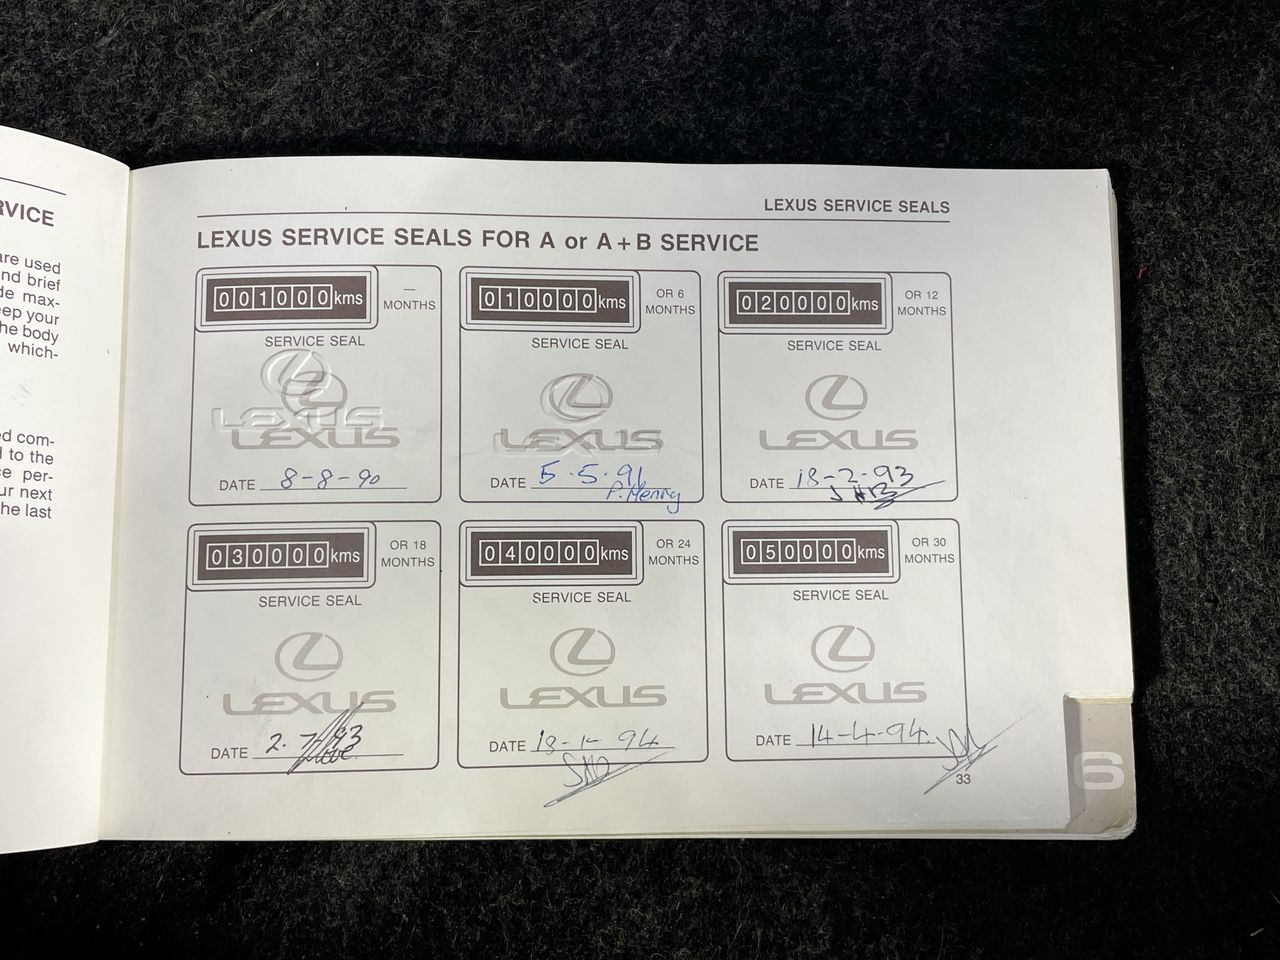 RVICE
are used
nd brief
de max-
eep your
he body
which-
ed com-
d to the
ce per-
ur next
he last
LEXUS SERVICE SEALS
LEXUS SERVICE SEALS FOR A or A + B SERVICE
001000 kms
—
MONTHS
SERVICE SEAL
LEXUS
LEXUS
DATE 8-8-90
010000 kms
OR 6
MONTHS
SERVICE SEAL
LEXUS
DATE 5.5.91
020000 kms
OR 12
MONTHS
SERVICE SEAL
LEXUS
DATE 18-2-93
030000 kms
OR 18
MONTHS
SERVICE SEAL
LEXUS
DATE 2.7.93
040000 kms
OR 24
MONTHS
SERVICE SEAL
LEXUS
DATE 94
050000 kms
OR 30
MONTHS
SERVICE SEAL
LEXUS
DATE 14-4-94
33
6